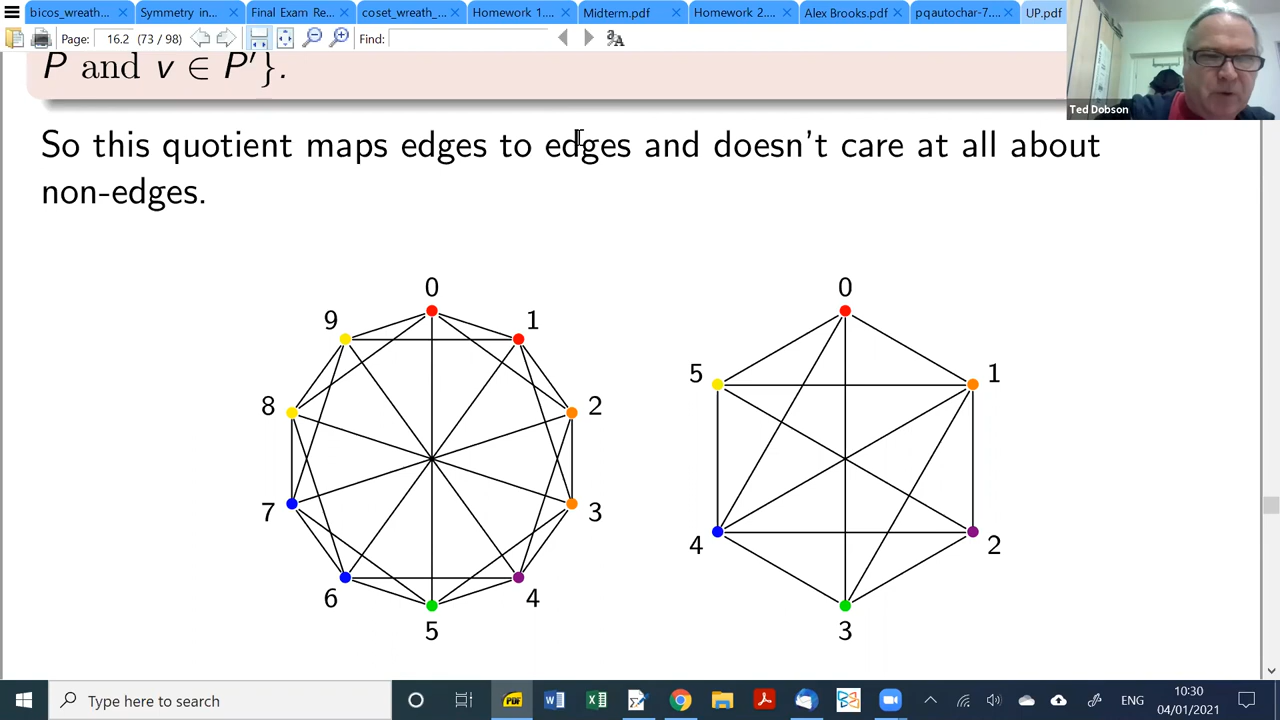 bicos_wreath... Symmetry in... Final Exam Re... coset_wreath_... Homework 1.... Midterm.pdf Homework 2.... Alex Brooks.pdf pqautochar-7.... UP.pdf
Page: 16.2 (73 / 98) Find:
P and v ∈ P′}.
Ted Dobson
So this quotient maps edges to edges and doesn't care at all about
non-edges.
0
9 1
8 2
7 3
6 4
5
0
5 1
4 2
3
Type here to search
ENG
10:30
04/01/2021